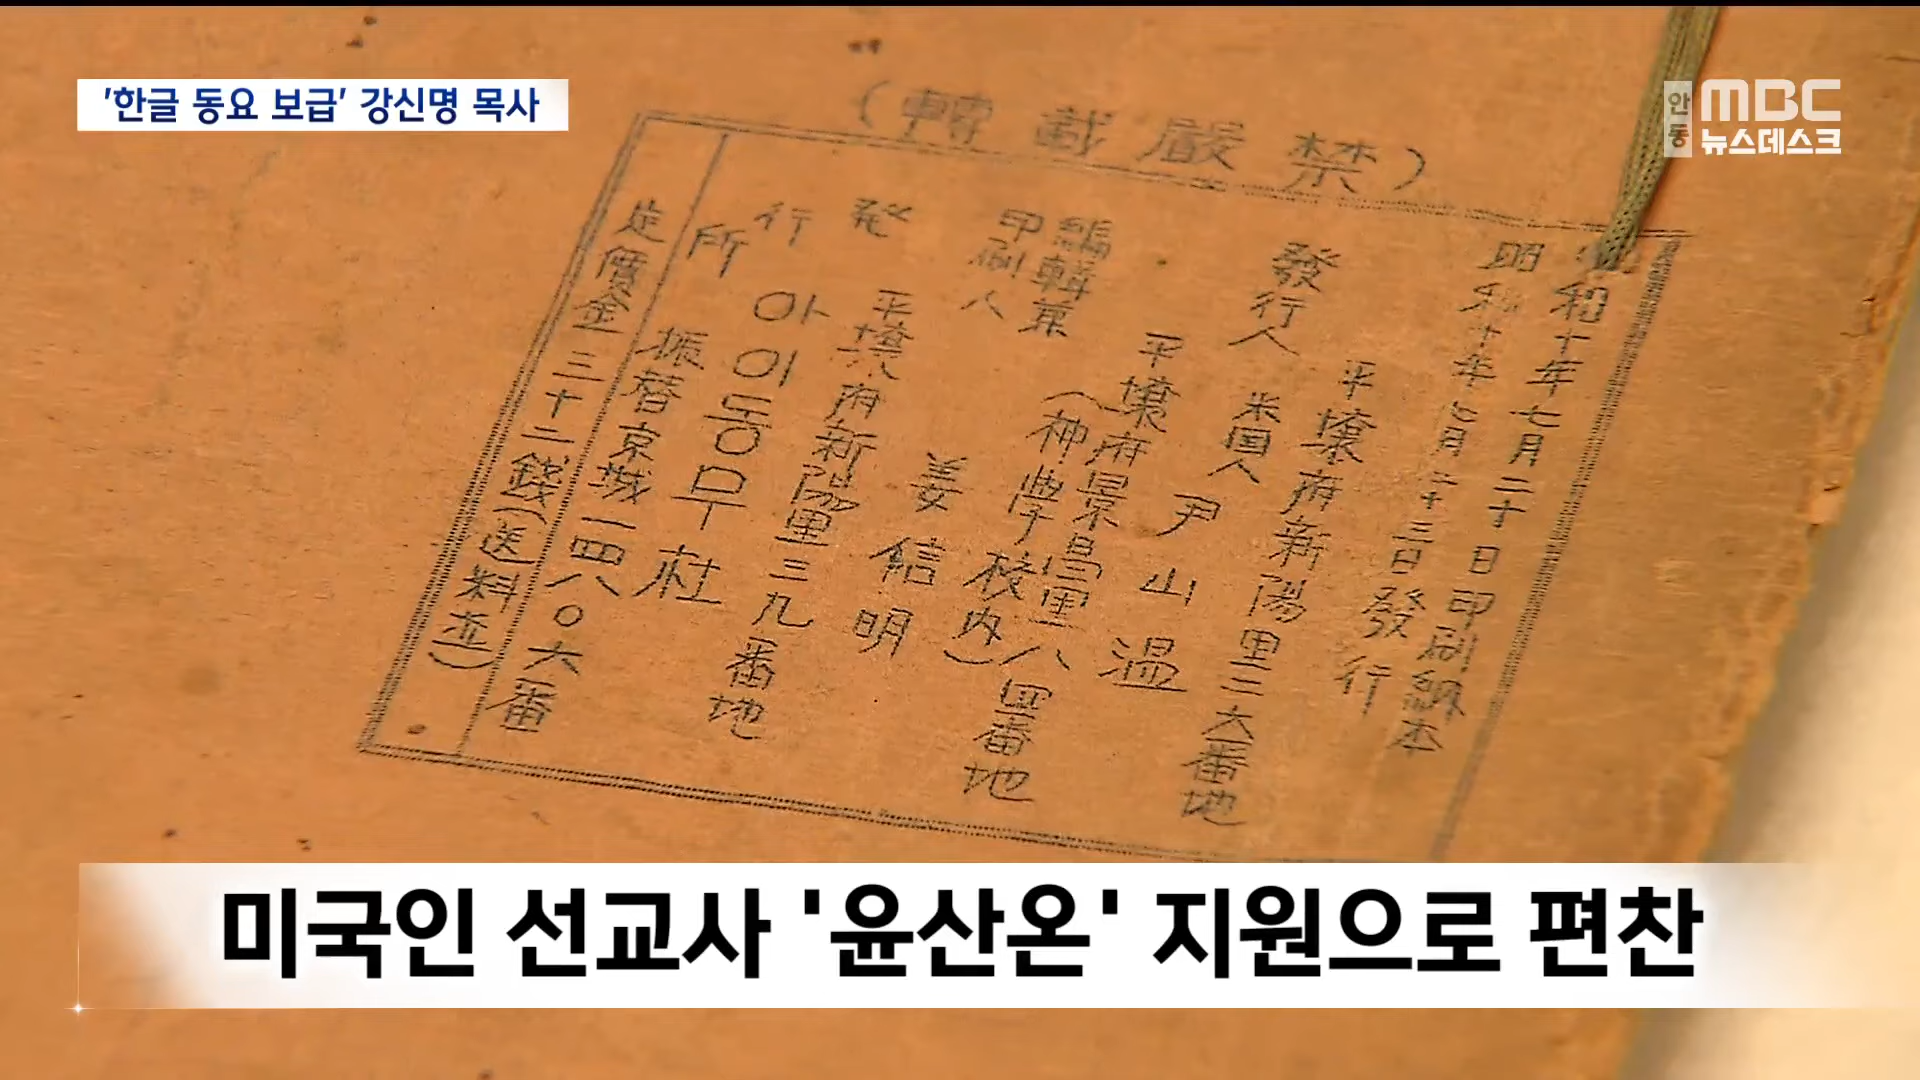 '한글 동요 보급' 강신명 목사
안동
MBC
뉴스데스크
(轉載嚴禁)
昭和十年七月二十日印刷納本
昭和十年七月二十三日發行
平壤府新陽里二六番地
發行人 米国人 尹山溫
平壤府景昌里八四番地
(神學校內)
編輯兼
印刷人 姜信明
平壤府新陽里三九番地
発行所 아이동무社
振替京城一四八〇六番
定價金三十二錢(送料並)
미국인 선교사 '윤산온' 지원으로 편찬